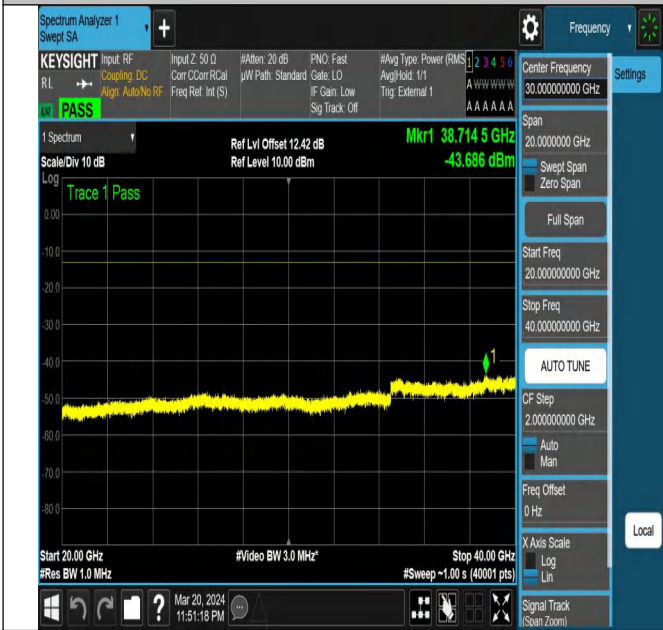 Spectrum Analyzer 1
Swept SA
+
Frequency
KEYSIGHT
RL
PASS
Input: RF
Coupling: DC
Align: Auto/No RF
Input Z: 50 Ω
Corr CCorr RCal
Freq Ref: Int (S)
#Atten: 20 dB
µW Path: Standard
PNO: Fast
Gate: LO
IF Gain: Low
Sig Track: Off
#Avg Type: Power (RMS
Avg|Hold: 1/1
Trig: External 1
1 2 3 4 5 6
A W W W W W
A A A A A A
Center Frequency
30.000000000 GHz
Settings
Span
20.0000000 GHz
Swept Span
Zero Span
Full Span
Start Freq
20.000000000 GHz
Stop Freq
40.000000000 GHz
AUTO TUNE
CF Step
2.000000000 GHz
Auto
Man
Freq Offset
0 Hz
X Axis Scale
Log
Lin
Signal Track
(Span Zoom)
Local
1 Spectrum
Scale/Div 10 dB
Ref Lvl Offset 12.42 dB
Ref Level 10.00 dBm
Mkr1 38.714 5 GHz
-43.686 dBm
Log
Trace 1 Pass
0.00
-10.0
-20.0
-30.0
-40.0
-50.0
-60.0
-70.0
-80.0
1
Start 20.00 GHz
#Res BW 1.0 MHz
#Video BW 3.0 MHz*
Stop 40.00 GHz
#Sweep ~1.00 s (40001 pts)
?
Mar 20, 2024
11:51:18 PM